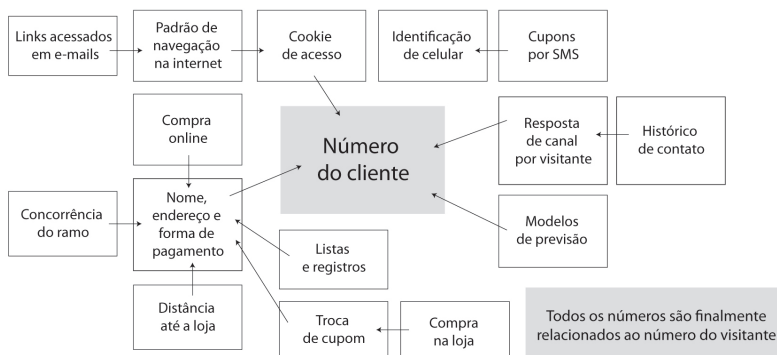 Links acessados
em e-mails
Padrão de
navegação
na internet
Cookie
de acesso
Identificação
de celular
Cupons
por SMS
Compra
online
Número
do cliente
Resposta
de canal
por visitante
Histórico
de contato
Concorrência
do ramo
Nome,
endereço e
forma de
pagamento
Listas
e registros
Modelos
de previsão
Distância
até a loja
Troca
de cupom
Compra
na loja
Todos os números são finalmente
relacionados ao número do visitante